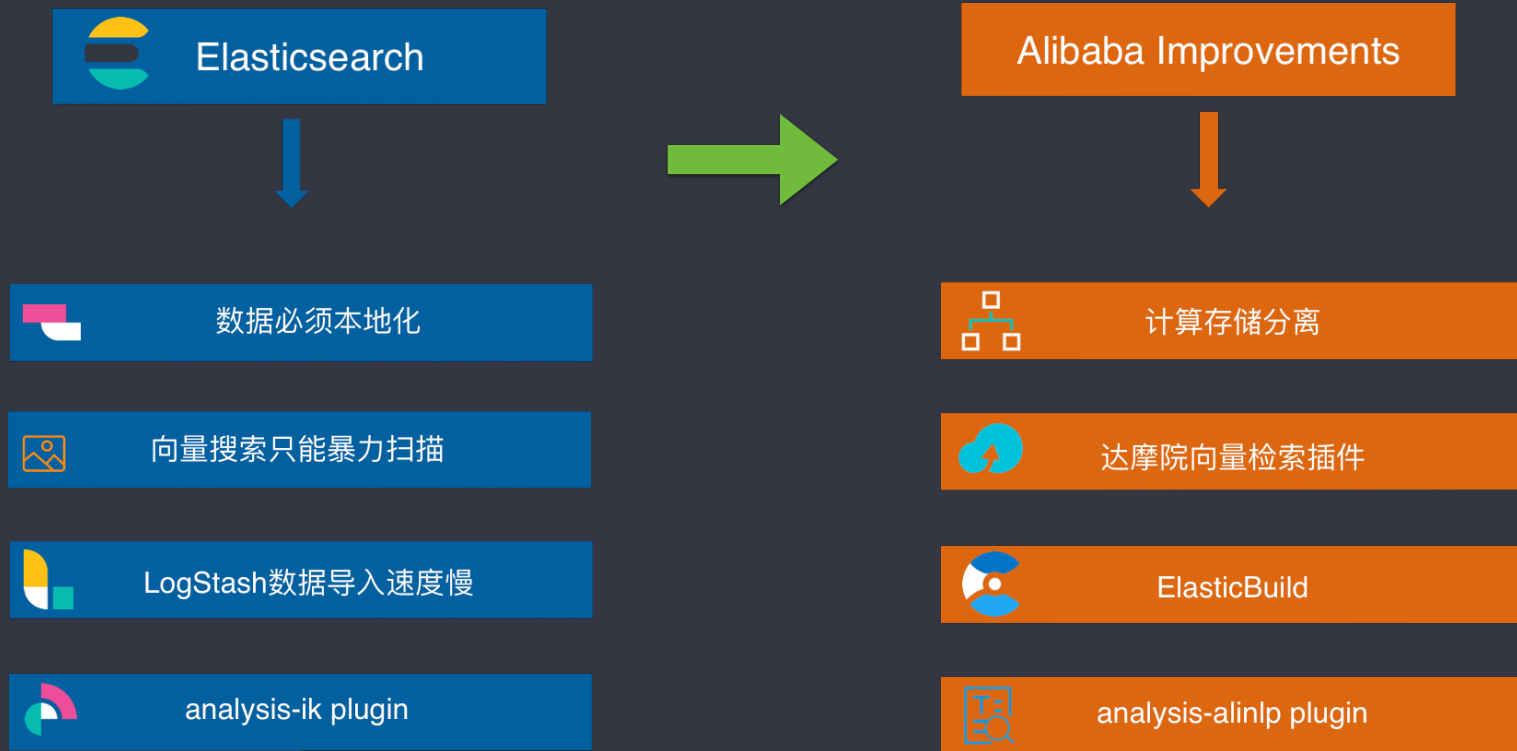 Elasticsearch
Alibaba Improvements
数据必须本地化
计算存储分离
向量搜索只能暴力扫描
达摩院向量检索插件
LogStash数据导入速度慢
ElasticBuild
analysis-ik plugin
analysis-alinlp plugin